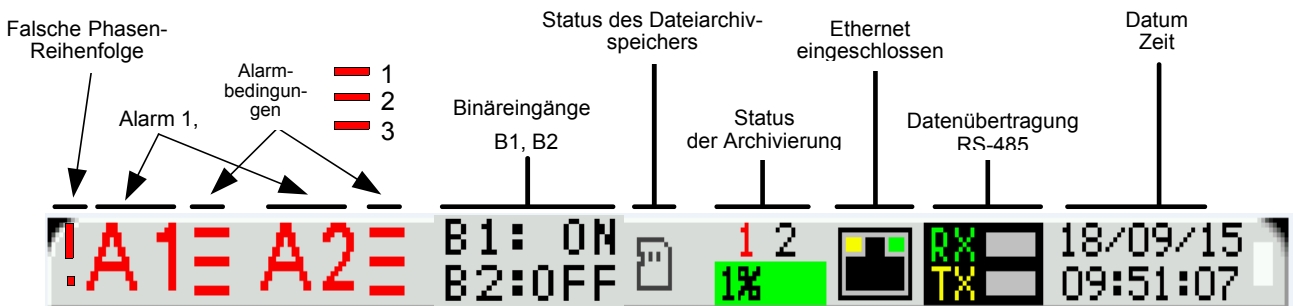 Falsche Phasen-
Reihenfolge
Alarm 1,
Alarm-
bedingun-
gen
1
2
3
Binäreingänge
B1, B2
Status des Dateiarchiv-
speichers
Status
der Archivierung
Ethernet
eingeschlossen
Datenübertragung
RS-485
Datum
Zeit
! A1 A2
B1: ON
B2:OFF
1 2
1%
RX
TX
18/09/15
09:51:07